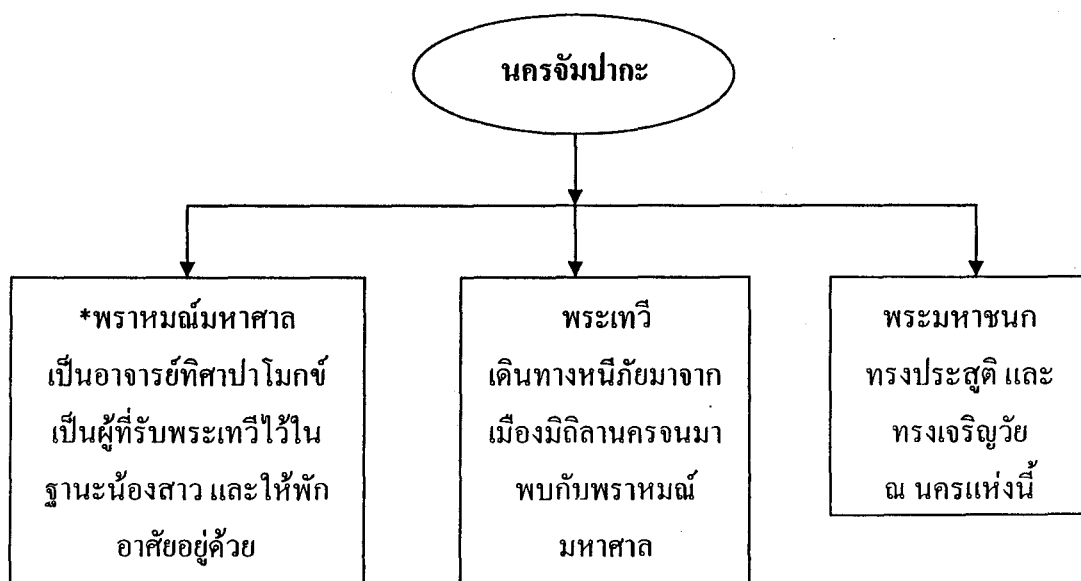 นครจัมปากะ
*พราหมณ์มหาศาล
เป็นอาจารย์ทิศาปาโมกข์
เป็นผู้ที่รับพระเทวีไว้ใน
ฐานะน้องสาว และให้พัก
อาศัยอยู่ด้วย
พระเทวี
เดินทางหนีภัยมาจาก
เมืองมิถิลานครจนมา
พบกับพราหมณ์
มหาศาล
พระมหาชนก
ทรงประสูติ และ
ทรงเจริญวัย
ณ นครแห่งนี้